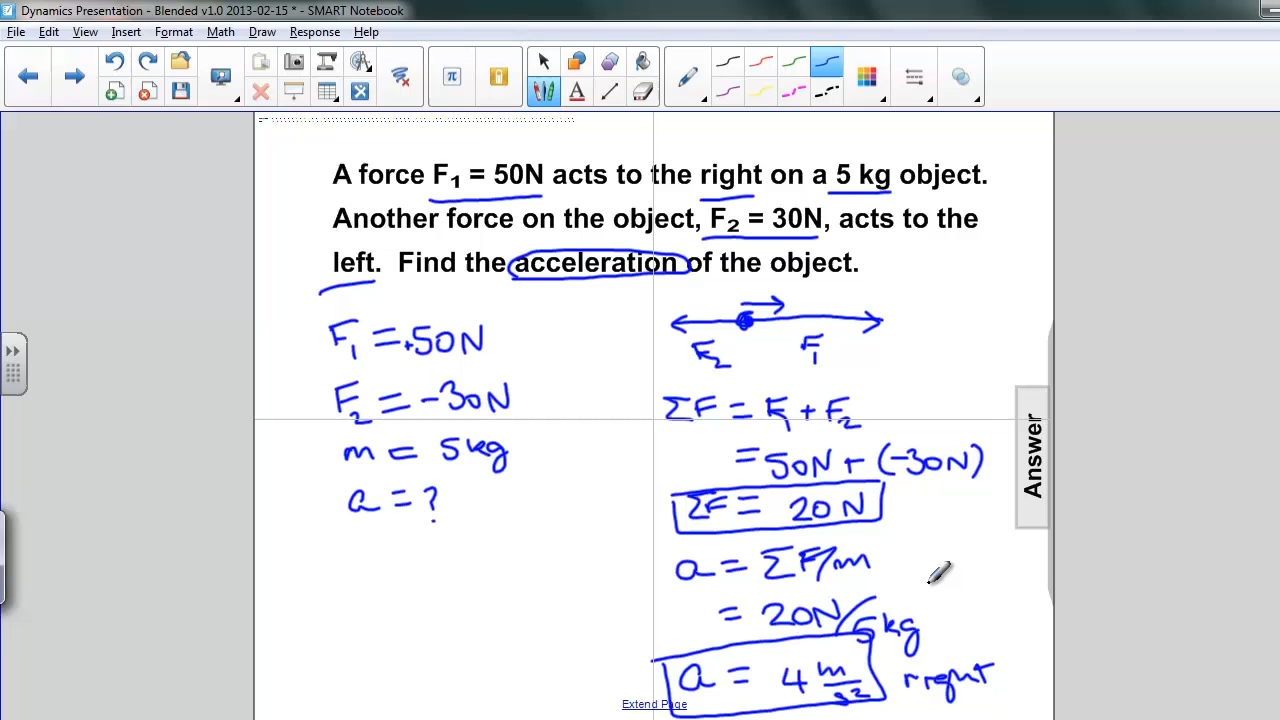 Dynamics Presentation - Blended v1.0 2013-02-15 * - SMART Notebook
File Edit View Insert Format Math Draw Response Help
A force F₁ = 50N acts to the right on a 5 kg object.
Another force on the object, F₂ = 30N, acts to the
left. Find the acceleration of the object.
F₁ = +50N
F₂ = -30N
m = 5kg
a = ?
F₂ F₁
ΣF = F₁ + F₂
= 50N + (-30N)
ΣF = 20N
a = ΣF/m
= 20N/5kg
a = 4 m/s² right
Answer
Extend Page